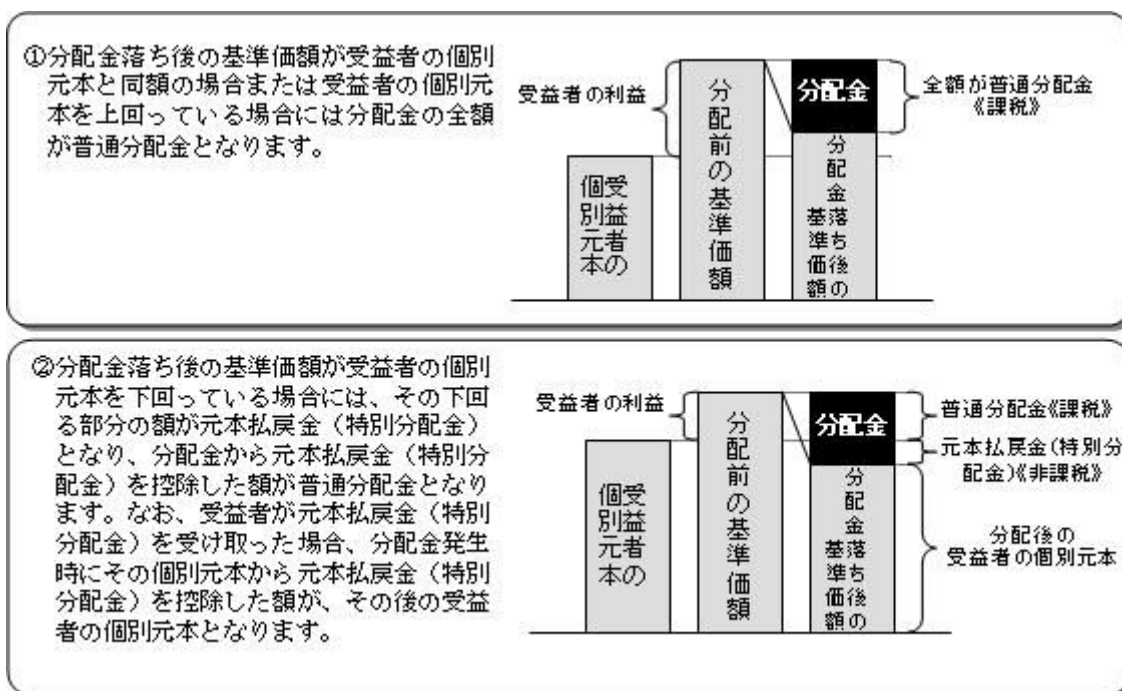 ①分配金落ち後の基準価額が受益者の個別
元本と同額の場合または受益者の個別元
本を上回っている場合には分配金の全額
が普通分配金となります。
受益者の利益
受益者の
個別元本
分配前の基準価額
分配金
分配金落ち後の
基準価額
全額が普通分配金
《課税》
②分配金落ち後の基準価額が受益者の個別
元本を下回っている場合には、その下回
る部分の額が元本払戻金（特別分配金）
となり、分配金から元本払戻金（特別分
配金）を控除した額が普通分配金となり
ます。なお、受益者が元本払戻金（特別
分配金）を受け取った場合、分配金発生
時にその個別元本から元本払戻金（特別
分配金）を控除した額が、その後の受益
者の個別元本となります。
受益者の利益
受益者の
個別元本
分配前の基準価額
分配金
分配金落ち後の
基準価額
普通分配金《課税》
元本払戻金(特別分
配金)《非課税》
分配後の
受益者の個別元本